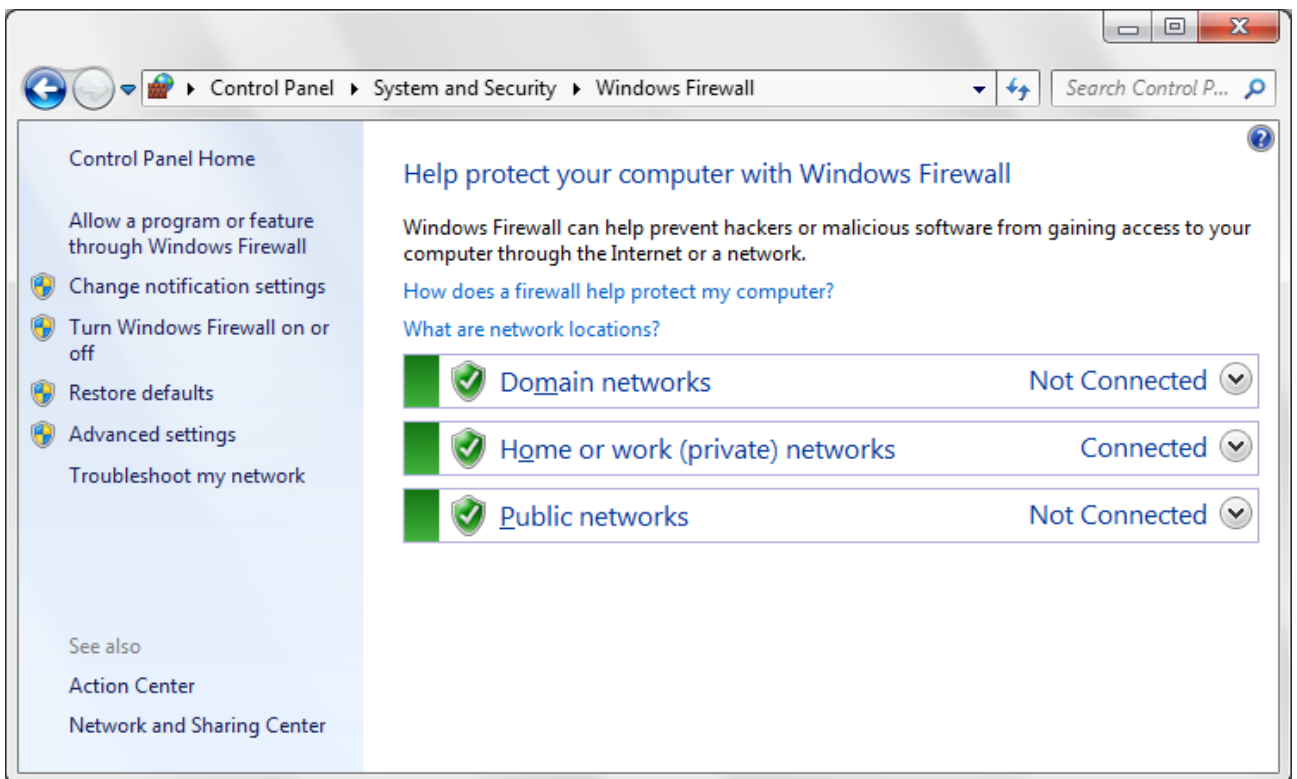 Control Panel ▸ System and Security ▸ Windows Firewall
Search Control P...
Control Panel Home
Allow a program or feature
through Windows Firewall
Change notification settings
Turn Windows Firewall on or
off
Restore defaults
Advanced settings
Troubleshoot my network
See also
Action Center
Network and Sharing Center
Help protect your computer with Windows Firewall
Windows Firewall can help prevent hackers or malicious software from gaining access to your
computer through the Internet or a network.
How does a firewall help protect my computer?
What are network locations?
Domain networks Not Connected
Home or work (private) networks Connected
Public networks Not Connected